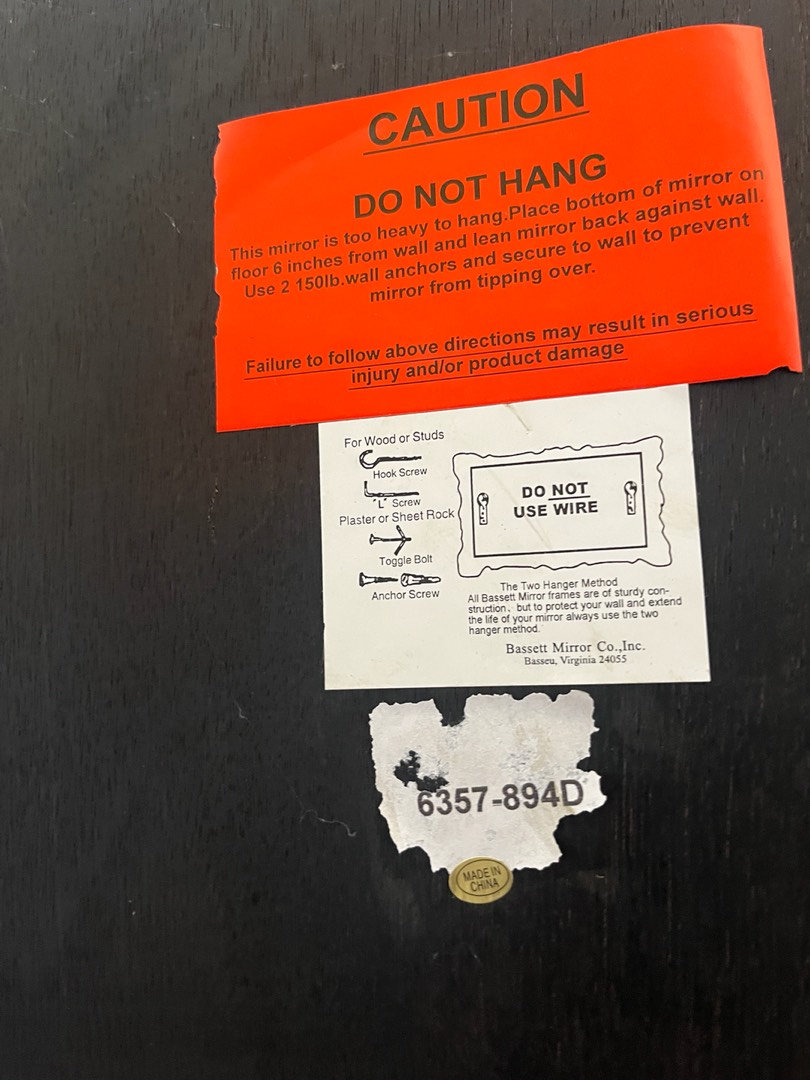 CAUTION
DO NOT HANG
This mirror is too heavy to hang.Place bottom of mirror on
floor 6 inches from wall and lean mirror back against wall.
Use 2 150lb.wall anchors and secure to wall to prevent
mirror from tipping over.
Failure to follow above directions may result in serious
injury and/or product damage
For Wood or Studs
Hook Screw
"L" Screw
Plaster or Sheet Rock
Toggle Bolt
Anchor Screw
DO NOT
USE WIRE
The Two Hanger Method
All Bassett Mirror frames are of sturdy con-
struction, but to protect your wall and extend
the life of your mirror always use the two
hanger method.
Bassett Mirror Co.,Inc.
Basseu, Virginia 24055
6357-894D
MADE IN
CHINA